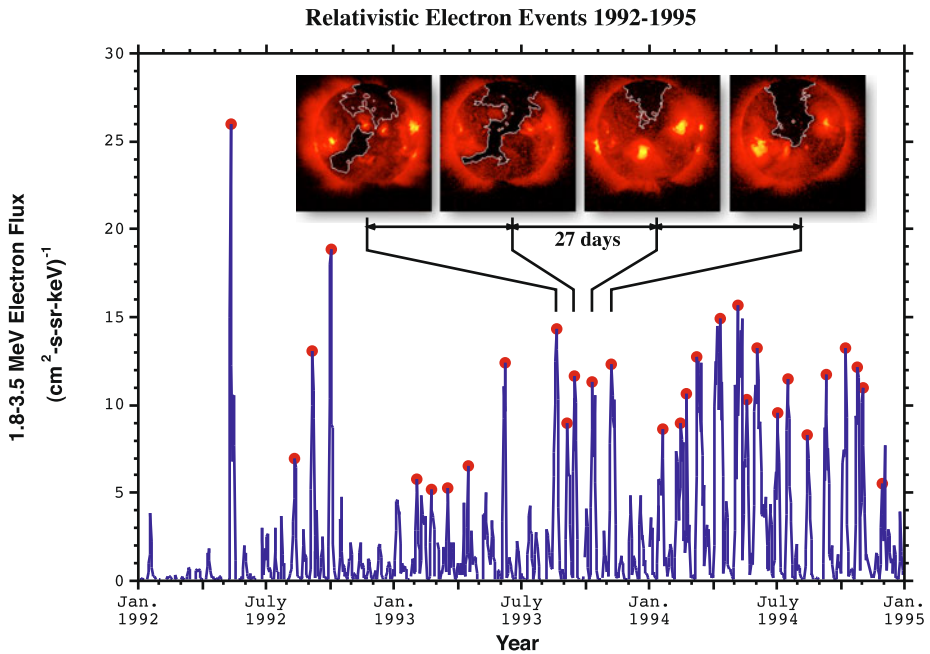 Relativistic Electron Events 1992-1995
1.8-3.5 MeV Electron Flux
(cm²-s-sr-keV)⁻¹
30
25
20
15
10
5
0
27 days
Jan. July Jan. July Jan. July Jan.
1992 1992 1993 1993 1994 1994 1995
Year